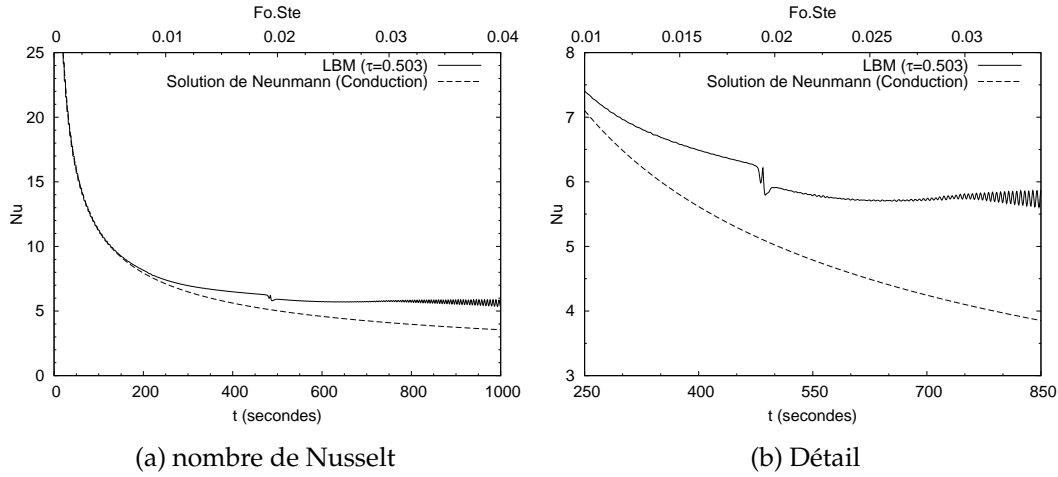 Fo.Ste
0 0.01 0.02 0.03 0.04
LBM (τ=0.503)
Solution de Neunmann (Conduction)
25
20
15
10
5
0
Nu
0 200 400 600 800 1000
t (secondes)
(a) nombre de Nusselt
Fo.Ste
0.01 0.015 0.02 0.025 0.03
LBM (τ=0.503)
Solution de Neunmann (Conduction)
8
7
6
5
4
3
Nu
250 400 550 700 850
t (secondes)
(b) Détail